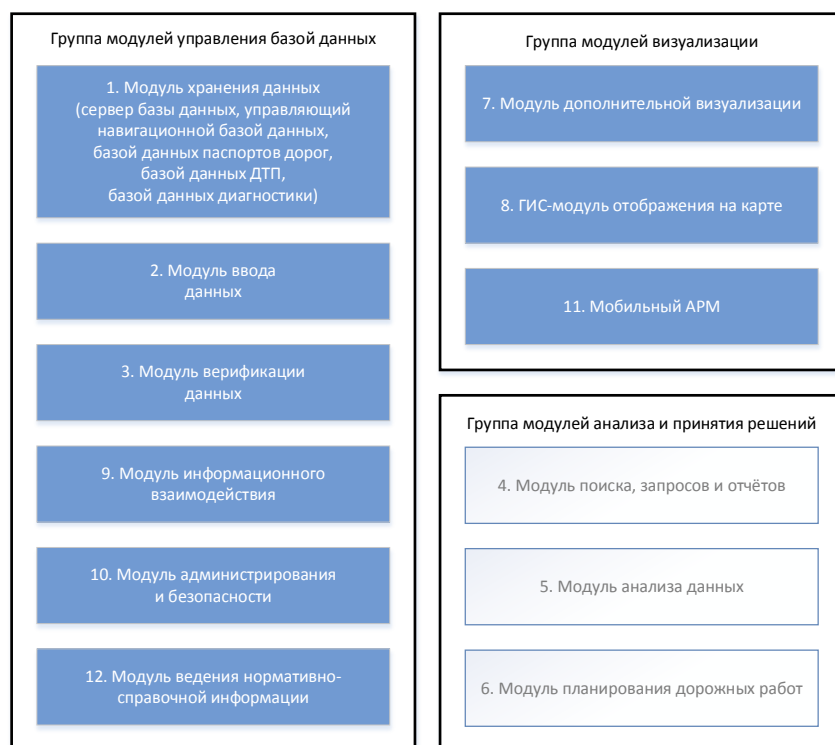 Группа модулей управления базой данных
1. Модуль хранения данных
(сервер базы данных, управляющий
навигационной базой данных,
базой данных паспортов дорог,
базой данных ДТП,
базой данных диагностики)
2. Модуль ввода
данных
3. Модуль верификации
данных
9. Модуль информационного
взаимодействия
10. Модуль администрирования
и безопасности
12. Модуль ведения нормативно-
справочной информации
Группа модулей визуализации
7. Модуль дополнительной визуализации
8. ГИС-модуль отображения на карте
11. Мобильный АРМ
Группа модулей анализа и принятия решений
4. Модуль поиска, запросов и отчётов
5. Модуль анализа данных
6. Модуль планирования дорожных работ